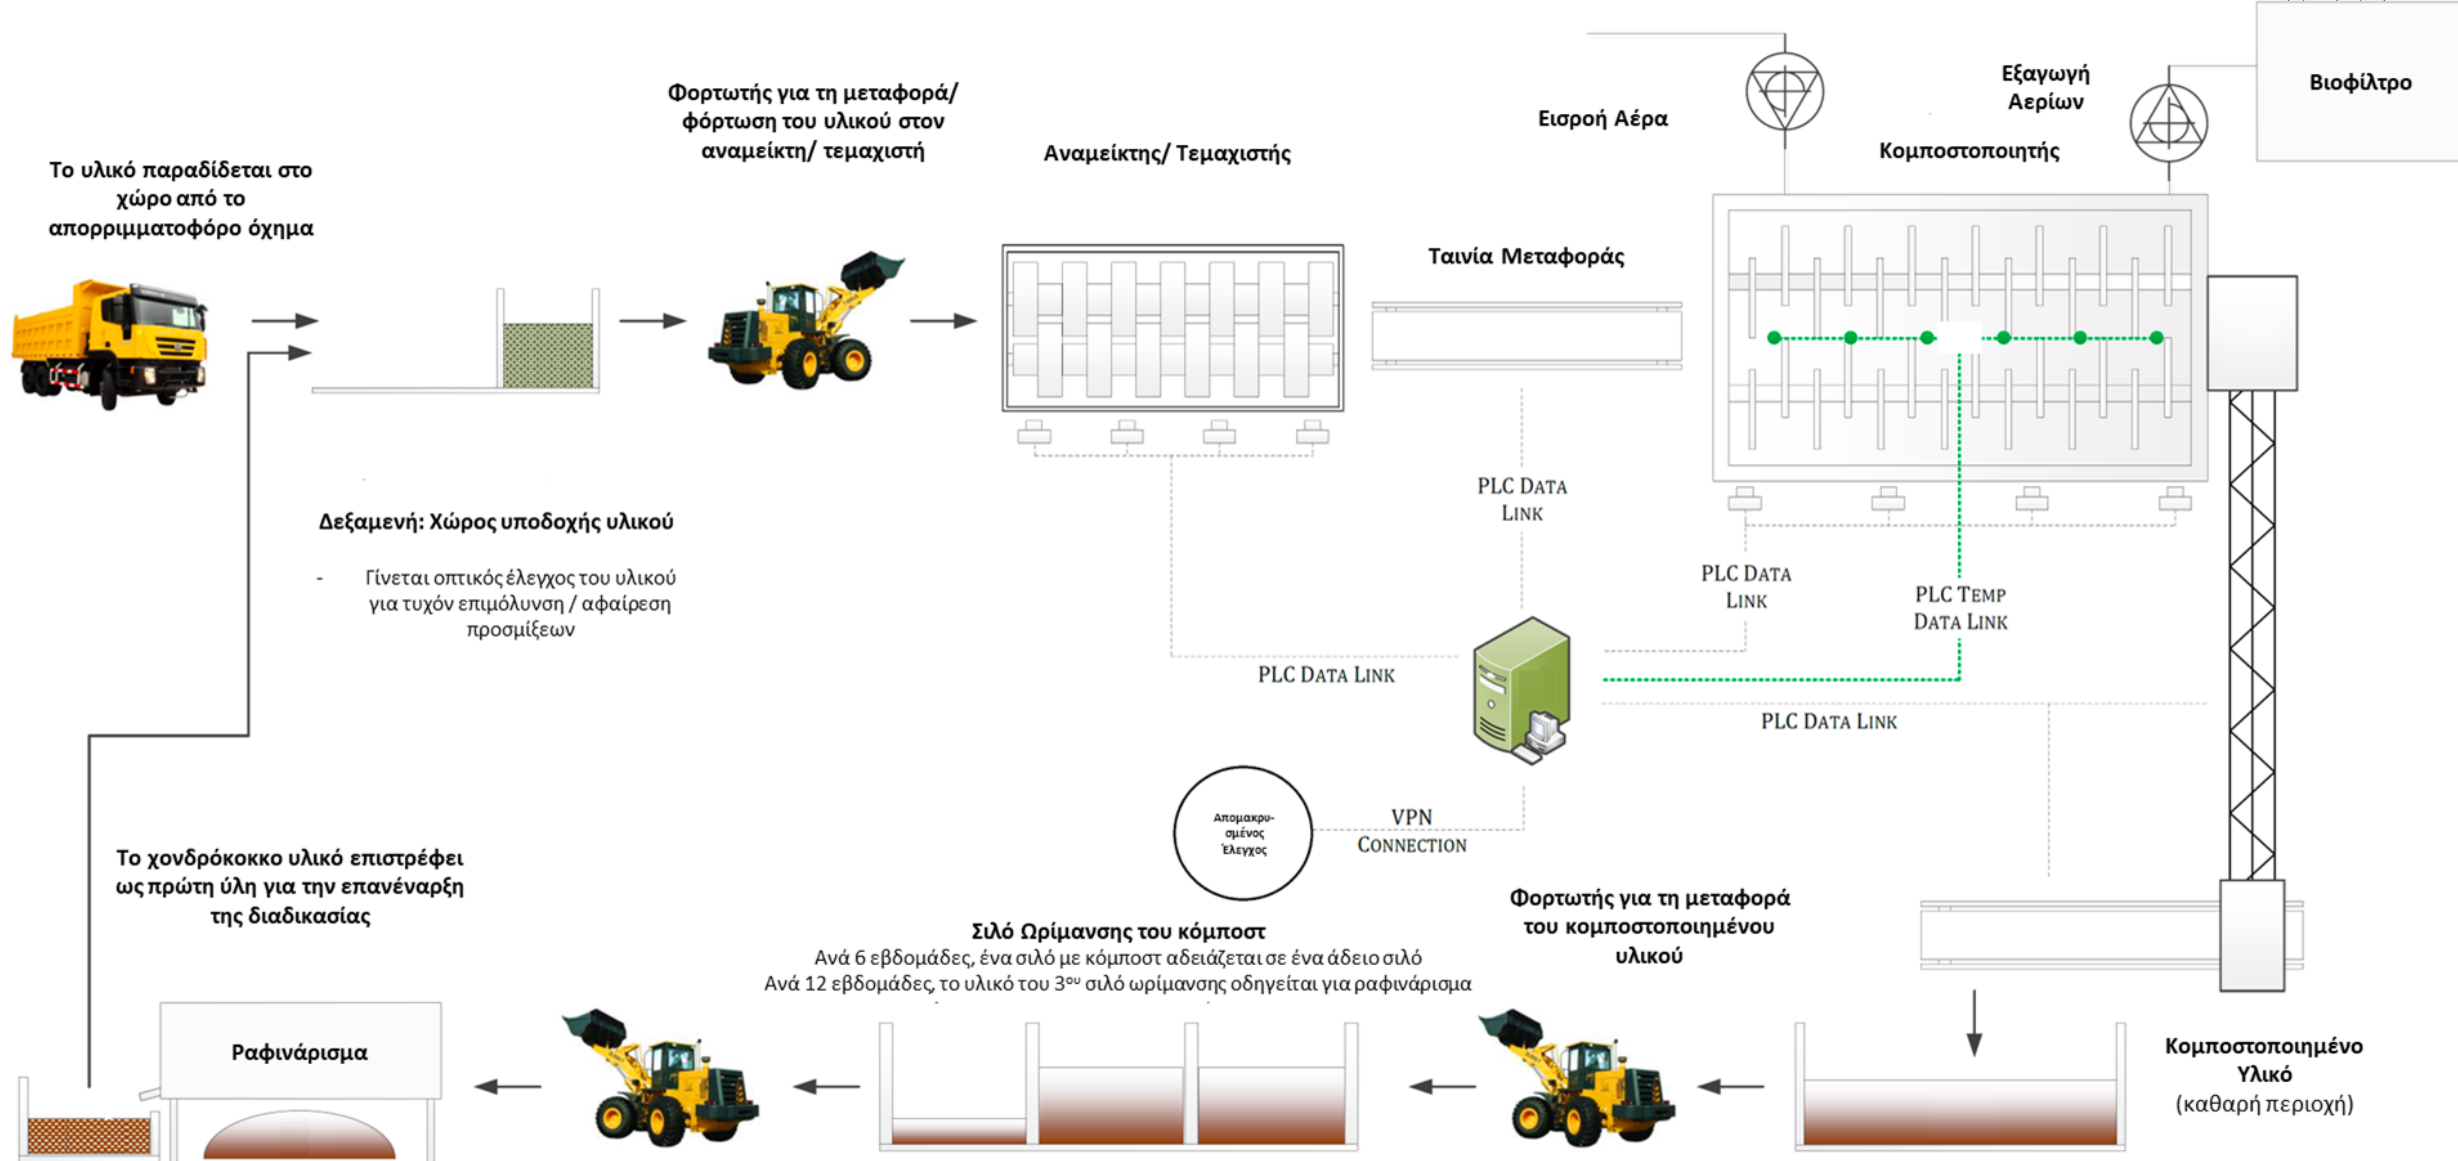 Το υλικό παραδίδεται στο
χώρο από το
απορριμματοφόρο όχημα
Φορτωτής για τη μεταφορά/
φόρτωση του υλικού στον
αναμείκτη/ τεμαχιστή
Αναμείκτης/ Τεμαχιστής
Ταινία Μεταφοράς
Εισροή Αέρα
Κομποστοποιητής
Εξαγωγή
Αερίων
Βιοφίλτρο
Δεξαμενή: Χώρος υποδοχής υλικού
- Γίνεται οπτικός έλεγχος του υλικού
για τυχόν επιμόλυνση / αφαίρεση
προσμίξεων
PLC DATA
LINK
PLC DATA
LINK
PLC TEMP
DATA LINK
PLC DATA LINK
PLC DATA LINK
Απομακρυ-
σμένος
Έλεγχος
VPN
CONNECTION
Το χονδρόκοκκο υλικό επιστρέφει
ως πρώτη ύλη για την επανέναρξη
της διαδικασίας
Σιλό Ωρίμανσης του κόμποστ
Ανά 6 εβδομάδες, ένα σιλό με κόμποστ αδειάζεται σε ένα άδειο σιλό
Ανά 12 εβδομάδες, το υλικό του 3ου σιλό ωρίμανσης οδηγείται για ραφινάρισμα
Φορτωτής για τη μεταφορά
του κομποστοποιημένου
υλικού
Ραφινάρισμα
Κομποστοποιημένο
Υλικό
(καθαρή περιοχή)